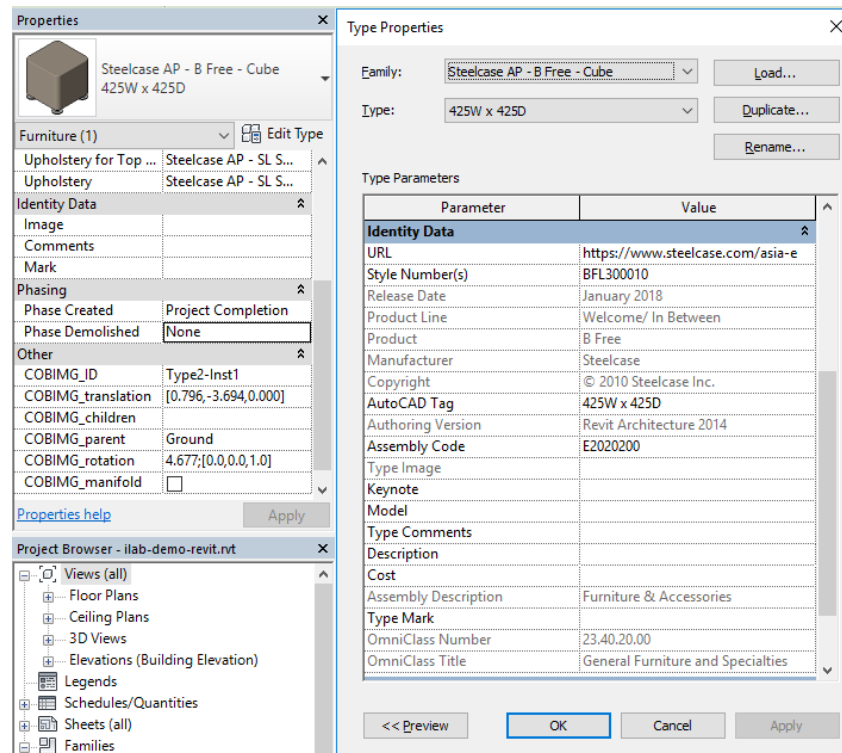 Properties
Steelcase AP - B Free - Cube
425W x 425D
Furniture (1)
Edit Type
Upholstery for Top ... Steelcase AP - SL S...
Upholstery Steelcase AP - SL S...
Identity Data
Image
Comments
Mark
Phasing
Phase Created Project Completion
Phase Demolished None
Other
COBIMG_ID Type2-Inst1
COBIMG_translation [0.796,-3.694,0.000]
COBIMG_children
COBIMG_parent Ground
COBIMG_rotation 4.677;[0.0,0.0,1.0]
COBIMG_manifold
Properties help Apply
Project Browser - ilab-demo-revit.rvt
Views (all)
Floor Plans
Ceiling Plans
3D Views
Elevations (Building Elevation)
Legends
Schedules/Quantities
Sheets (all)
Families
Type Properties
Family: Steelcase AP - B Free - Cube Load...
Type: 425W x 425D Duplicate...
Rename...
Type Parameters
Parameter Value
Identity Data
URL https://www.steelcase.com/asia-e
Style Number(s) BFL300010
Release Date January 2018
Product Line Welcome/ In Between
Product B Free
Manufacturer Steelcase
Copyright © 2010 Steelcase Inc.
AutoCAD Tag 425W x 425D
Authoring Version Revit Architecture 2014
Assembly Code E2020200
Type Image
Keynote
Model
Type Comments
Description
Cost
Assembly Description Furniture & Accessories
Type Mark
OmniClass Number 23.40.20.00
OmniClass Title General Furniture and Specialties
<< Preview OK Cancel Apply